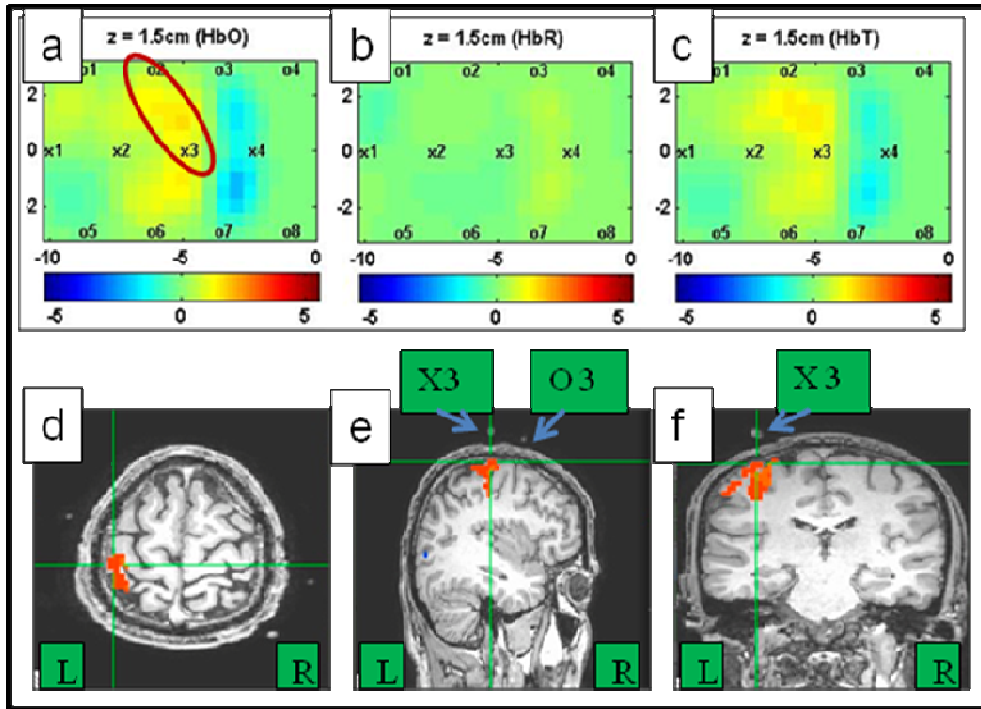 a
z = 1.5cm (HbO)
o1 o2 o3 o4
2
0
x1 x2 x3 x4
-2
o5 o6 o7 o8
-10 -5 0
-5 0 5
b
z = 1.5cm (HbR)
o1 o2 o3 o4
2
0
x1 x2 x3 x4
-2
o5 o6 o7 o8
-10 -5 0
-5 0 5
c
z = 1.5cm (HbT)
o1 o2 o3 o4
2
0
x1 x2 x3 x4
-2
o5 o6 o7 o8
-10 -5 0
-5 0 5
X3 O 3 X 3
d e f
L R L R L R